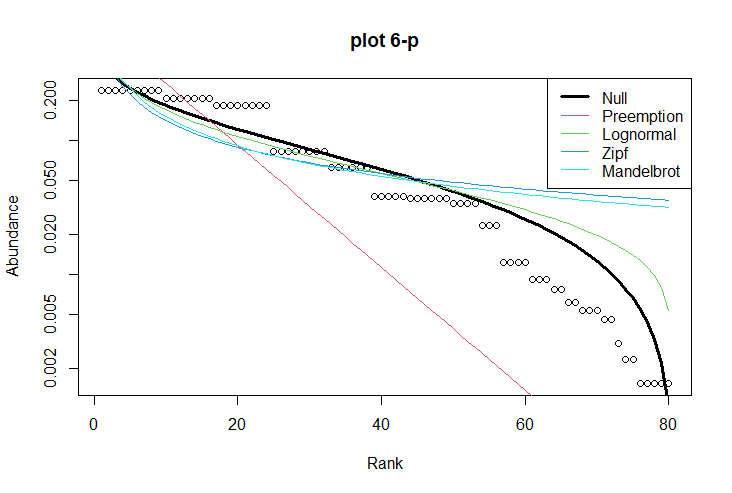 plot 6-p
Null
Preemption
Lognormal
Zipf
Mandelbrot
Abundance
0.200
0.050
0.020
0.005
0.002
0 20 40 60 80
Rank